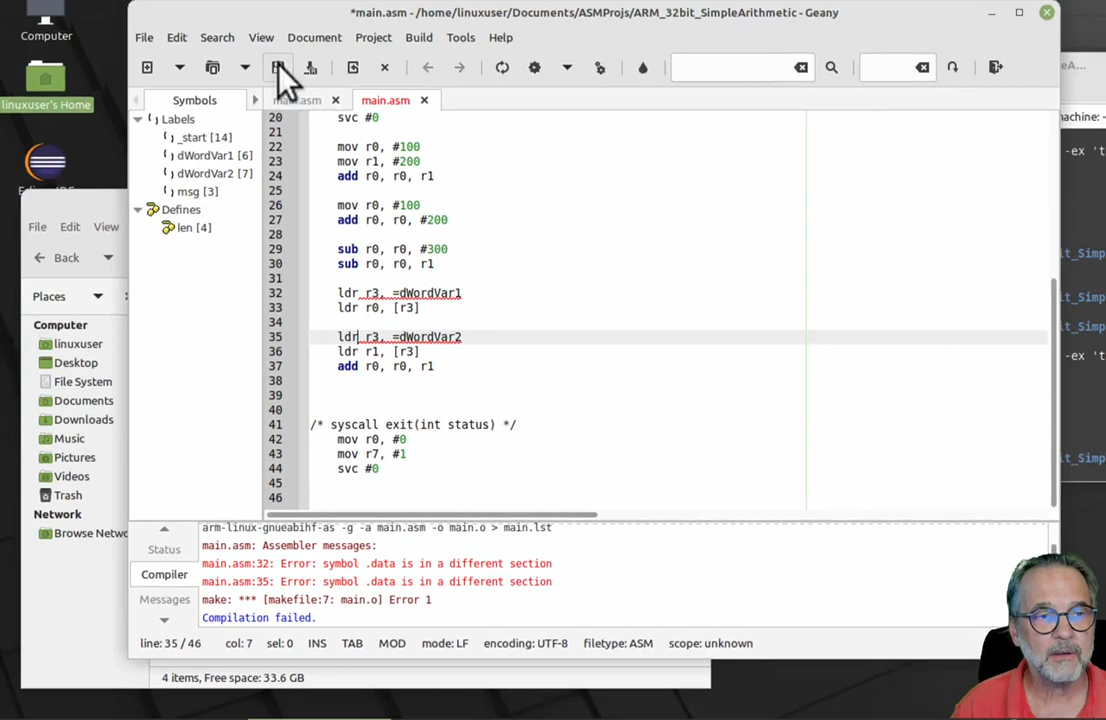 *main.asm - /home/linuxuser/Documents/ASMProjs/ARM_32bit_SimpleArithmetic - Geany
Computer
File Edit Search View Document Project Build Tools Help
linuxuser's Home
Symbols
main.asm
main.asm
Labels
_start [14]
dWordVar1 [6]
dWordVar2 [7]
msg [3]
Defines
len [4]
20 svc #0
21
22 mov r0, #100
23 mov r1, #200
24 add r0, r0, r1
25
26 mov r0, #100
27 add r0, r0, #200
28
29 sub r0, r0, #300
30 sub r0, r0, r1
31
32 ldr r3, =dWordVar1
33 ldr r0, [r3]
34
35 ldr r3, =dWordVar2
36 ldr r1, [r3]
37 add r0, r0, r1
38
39
40
41 /* syscall exit(int status) */
42 mov r0, #0
43 mov r7, #1
44 svc #0
45
46
File Edit View
Back
Places
Computer
linuxuser
Desktop
File System
Documents
Downloads
Music
Pictures
Videos
Trash
Network
Browse Netwo
Status
Compiler
Messages
arm-linux-gnueabihf-as -g -a main.asm -o main.o > main.lst
main.asm: Assembler messages:
main.asm:32: Error: symbol .data is in a different section
main.asm:35: Error: symbol .data is in a different section
make: *** [makefile:7: main.o] Error 1
Compilation failed.
line: 35 / 46 col: 7 sel: 0 INS TAB MOD mode: LF encoding: UTF-8 filetype: ASM scope: unknown
4 items, Free space: 33.6 GB
eA...
achine: ~
-ex 't
it_Simp
it_Simp
it_Simp
it_Simp
-ex 't
it_Simp